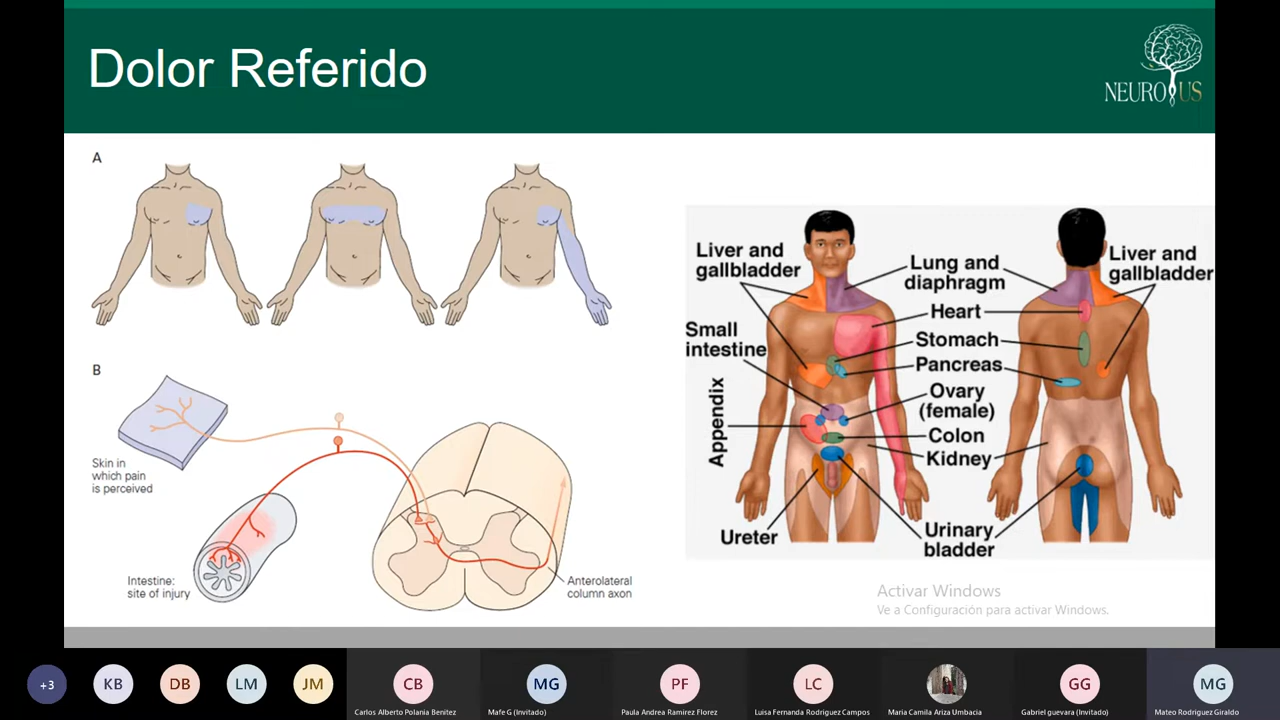 Dolor Referido
NEURO US
A
B
Skin in
which pain
is perceived
Intestine:
site of injury
Anterolateral
column axon
Liver and
gallbladder
Lung and
diaphragm
Liver and
gallbladder
Heart
Small
intestine
Stomach
Pancreas
Appendix
Ovary
(female)
Colon
Kidney
Ureter
Urinary
bladder
Activar Windows
Ve a Configuración para activar Windows.
+3
KB
DB
LM
JM
CB
MG
PF
LC
GG
MG
Carlos Alberto Polania Benitez
Mafe G (Invitado)
Paula Andrea Ramirez Florez
Luisa Fernanda Rodriguez Campos
Maria Camila Ariza Umbacia
Gabriel guevara (Invitado)
Mateo Rodriguez Giraldo